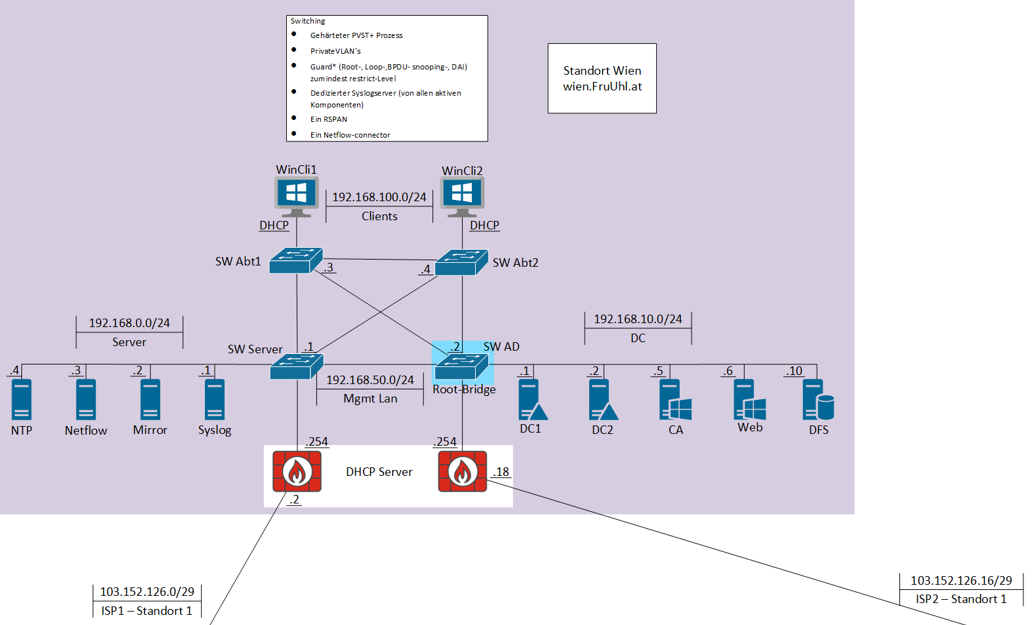 Switching
● Gehärteter PVST+ Prozess
● PrivateVLAN´s
● Guard* (Root-, Loop-,BPDU- snooping-, DAI)
zumindest restrict-Level
● Dedizierter Syslogserver (von allen aktiven
Komponenten)
● Ein RSPAN
● Ein Netflow-connector
Standort Wien
wien.FruUhl.at
WinCli1
WinCli2
192.168.100.0/24
Clients
DHCP
DHCP
SW Abt1
.3
.4
SW Abt2
192.168.0.0/24
Server
192.168.10.0/24
DC
SW Server
.1
.2
SW AD
192.168.50.0/24
Mgmt Lan
Root-Bridge
.4
.3
.2
.1
.1
.2
.5
.6
.10
NTP
Netflow
Mirror
Syslog
DC1
DC2
CA
Web
DFS
.254
.254
DHCP Server
.18
.2
103.152.126.0/29
ISP1 – Standort 1
103.152.126.16/29
ISP2 – Standort 1